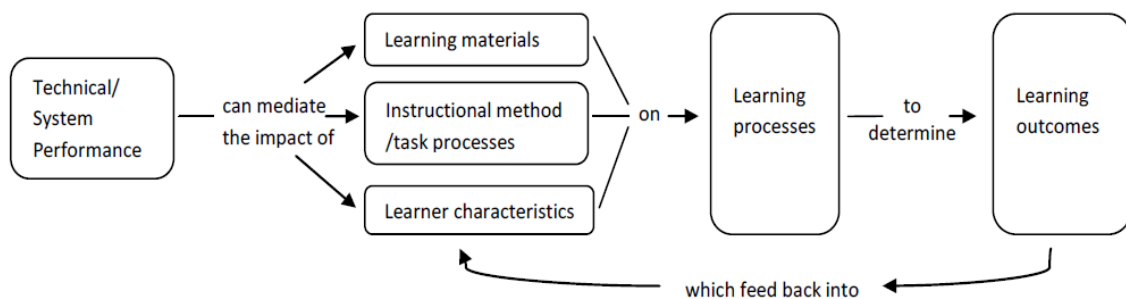 Technical/
System
Performance
can mediate
the impact of
Learning materials
Instructional method
/task processes
Learner characteristics
on
Learning
processes
to
determine
Learning
outcomes
which feed back into